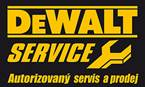 DEWALT
SERVICE
Autorizovaný servis a prodej